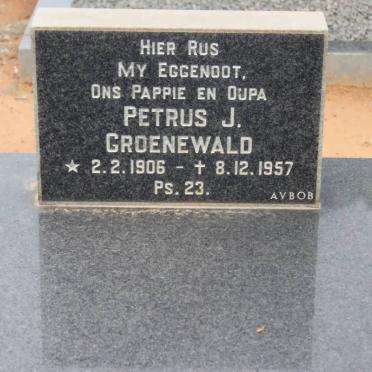 HIER RUS
MY EGGENOOT,
ONS PAPPIE EN OUPA
PETRUS J.
GROENEWALD
★ 2.2.1906 - ✝ 8.12.1957
PS. 23.
AVBOB